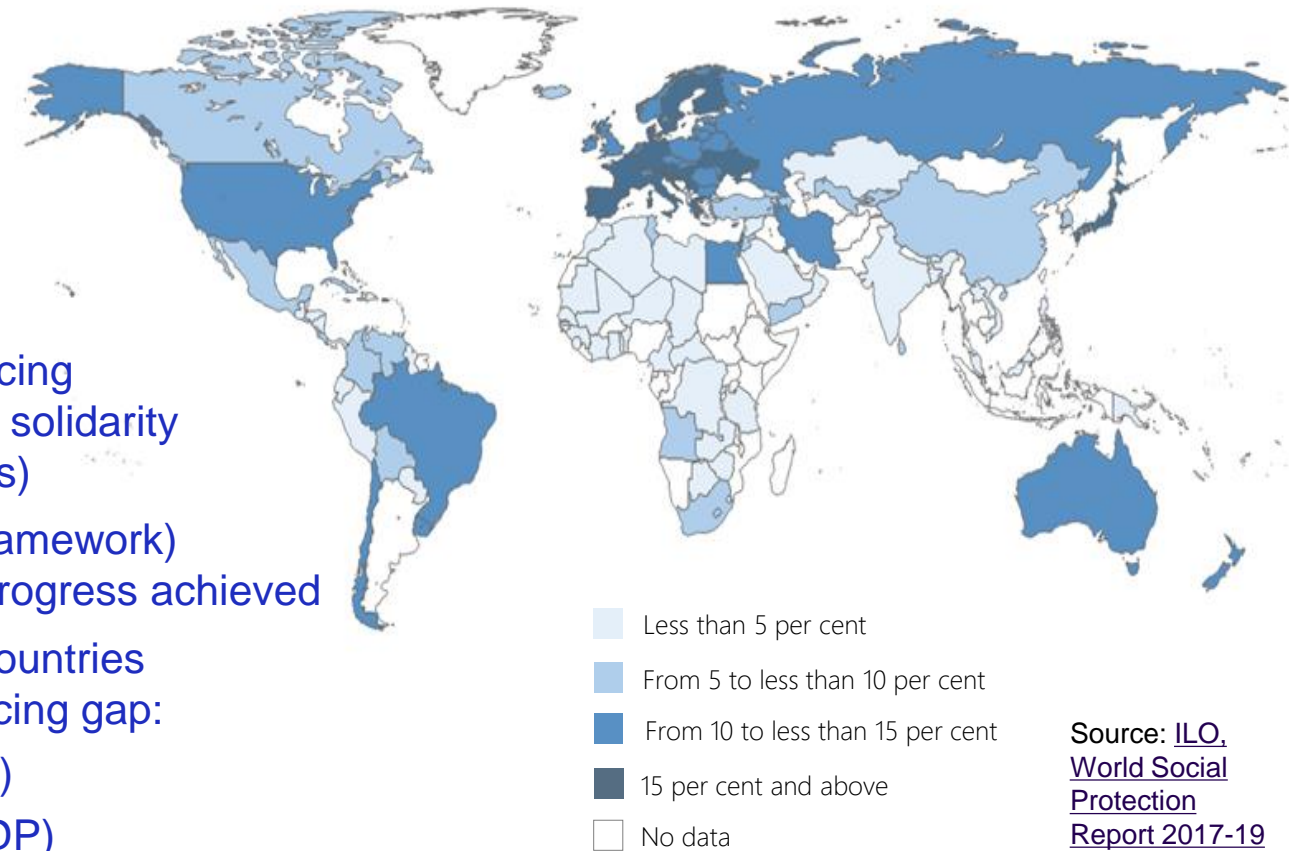 cing
solidarity
s)
amework)
rogress achieved
ountries
cing gap:
)
DP)
Less than 5 per cent
From 5 to less than 10 per cent
From 10 to less than 15 per cent
15 per cent and above
No data
Source: ILO,
World Social
Protection
Report 2017-19